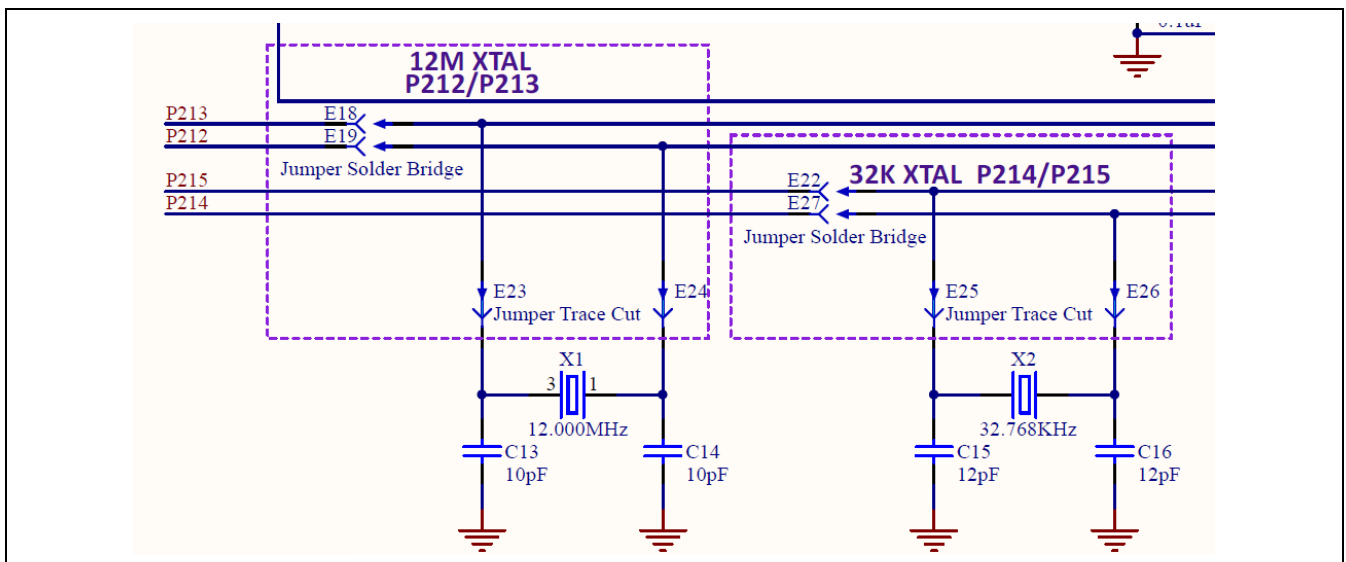 12M XTAL
P212/P213
P213
E18
P212
E19
Jumper Solder Bridge
P215
E22
32K XTAL P214/P215
P214
E27
Jumper Solder Bridge
E23
E24
Jumper Trace Cut
E25
E26
Jumper Trace Cut
X1
3 1
12.000MHz
X2
32.768KHz
C13
10pF
C14
10pF
C15
12pF
C16
12pF